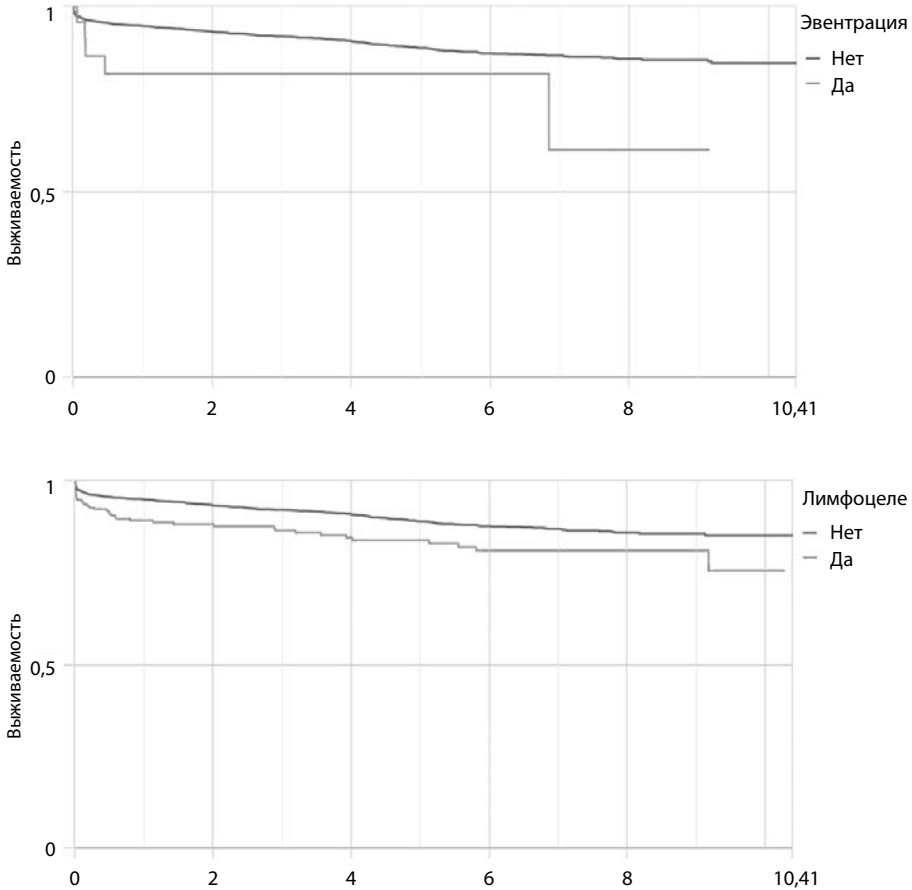 1
Эвентрация
Нет
Да
Выживаемость
0,5
0
0 2 4 6 8 10,41
1
Лимфоцеле
Нет
Да
Выживаемость
0,5
0
0 2 4 6 8 10,41